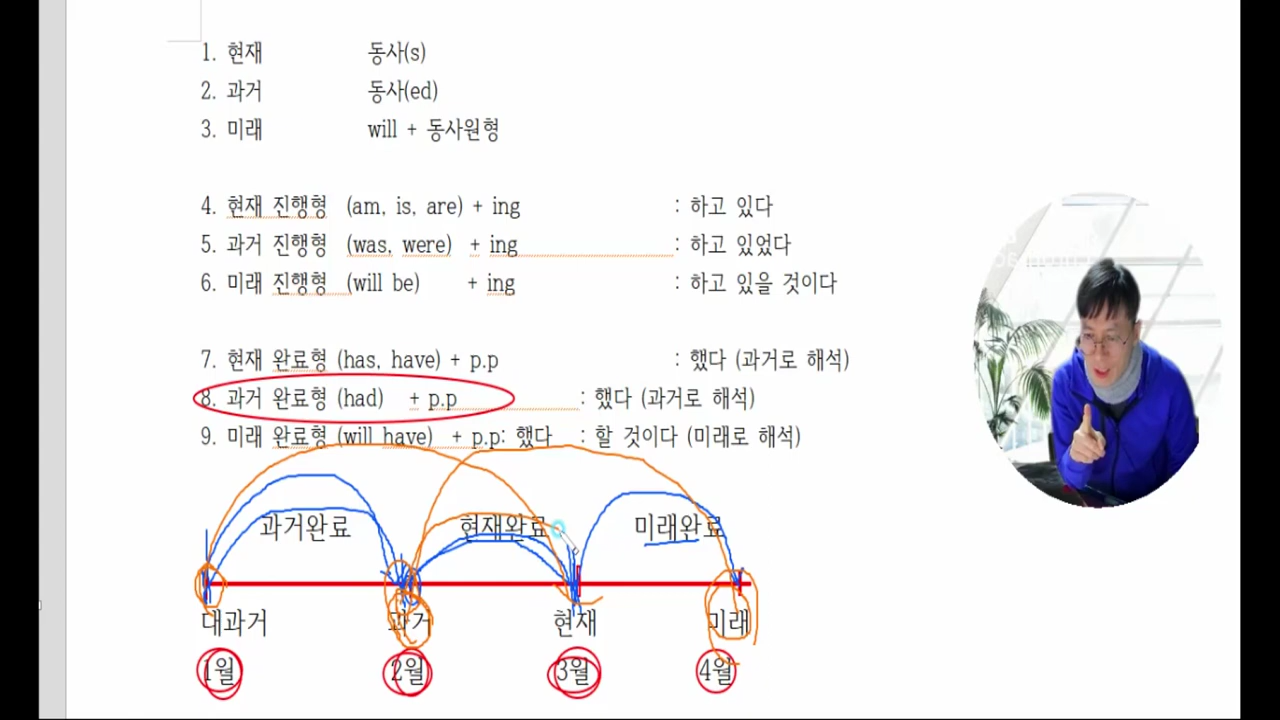 1. 현재 동사(s)
2. 과거 동사(ed)
3. 미래 will + 동사원형
4. 현재 진행형 (am, is, are) + ing : 하고 있다
5. 과거 진행형 (was, were) + ing : 하고 있었다
6. 미래 진행형 (will be) + ing : 하고 있을 것이다
7. 현재 완료형 (has, have) + p.p : 했다 (과거로 해석)
8. 과거 완료형 (had) + p.p : 했다 (과거로 해석)
9. 미래 완료형 (will have) + p.p: 했다 : 할 것이다 (미래로 해석)
과거완료 현재완료 미래완료
대과거 과거 현재 미래
1월 2월 3월 4월